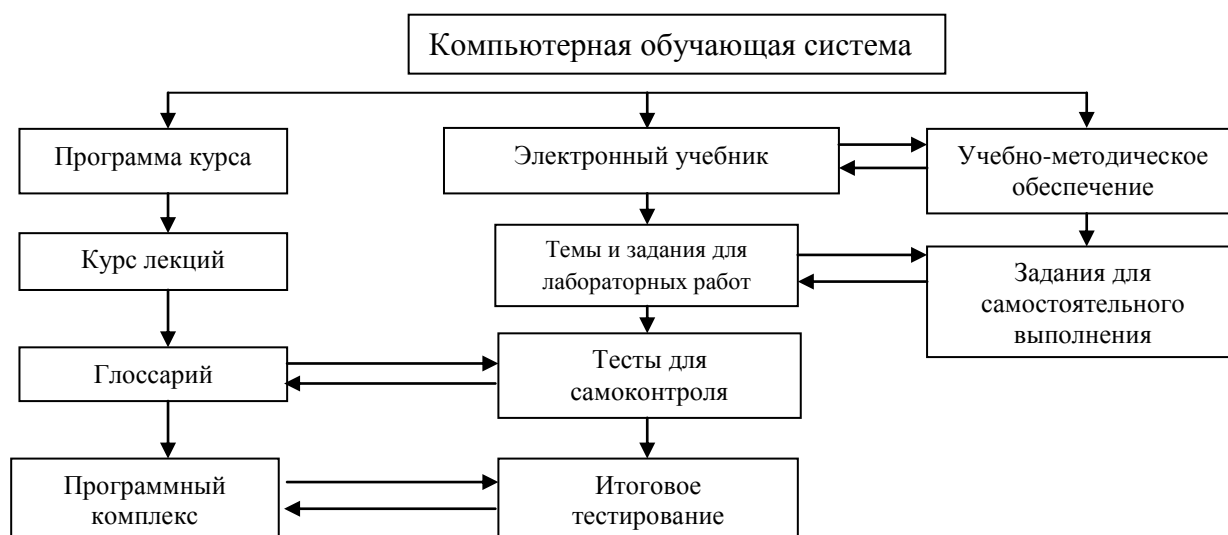 Компьютерная обучающая система
Программа курса
Электронный учебник
Учебно-методическое
обеспечение
Курс лекций
Темы и задания для
лабораторных работ
Задания для
самостоятельного
выполнения
Глоссарий
Тесты для
самоконтроля
Программный
комплекс
Итоговое
тестирование